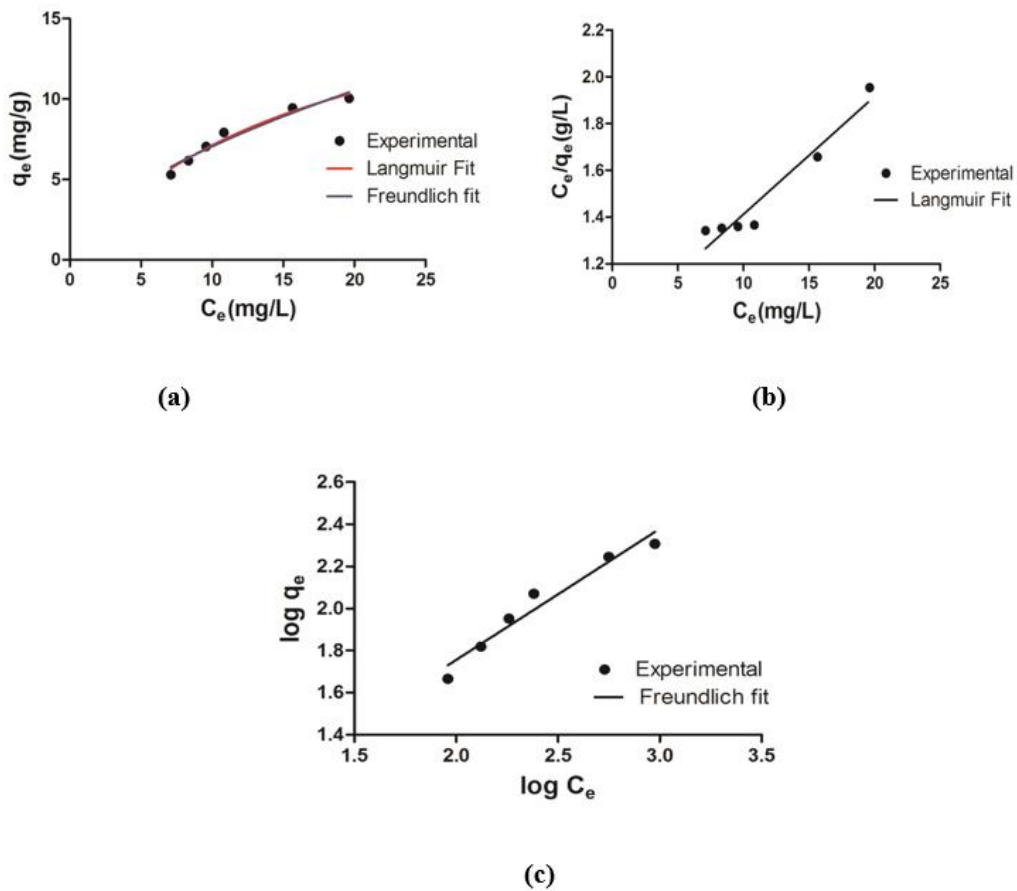 15
10
5
0
0 5 10 15 20 25
qe(mg/g)
Ce(mg/L)
Experimental
Langmuir Fit
Freundlich fit
(a)
2.2
2.0
1.8
1.6
1.4
1.2
0 5 10 15 20 25
Ce/qe(g/L)
Ce(mg/L)
Experimental
Langmuir Fit
(b)
2.6
2.4
2.2
2.0
1.8
1.6
1.4
1.5 2.0 2.5 3.0 3.5
log qe
log Ce
Experimental
Freundlich fit
(c)